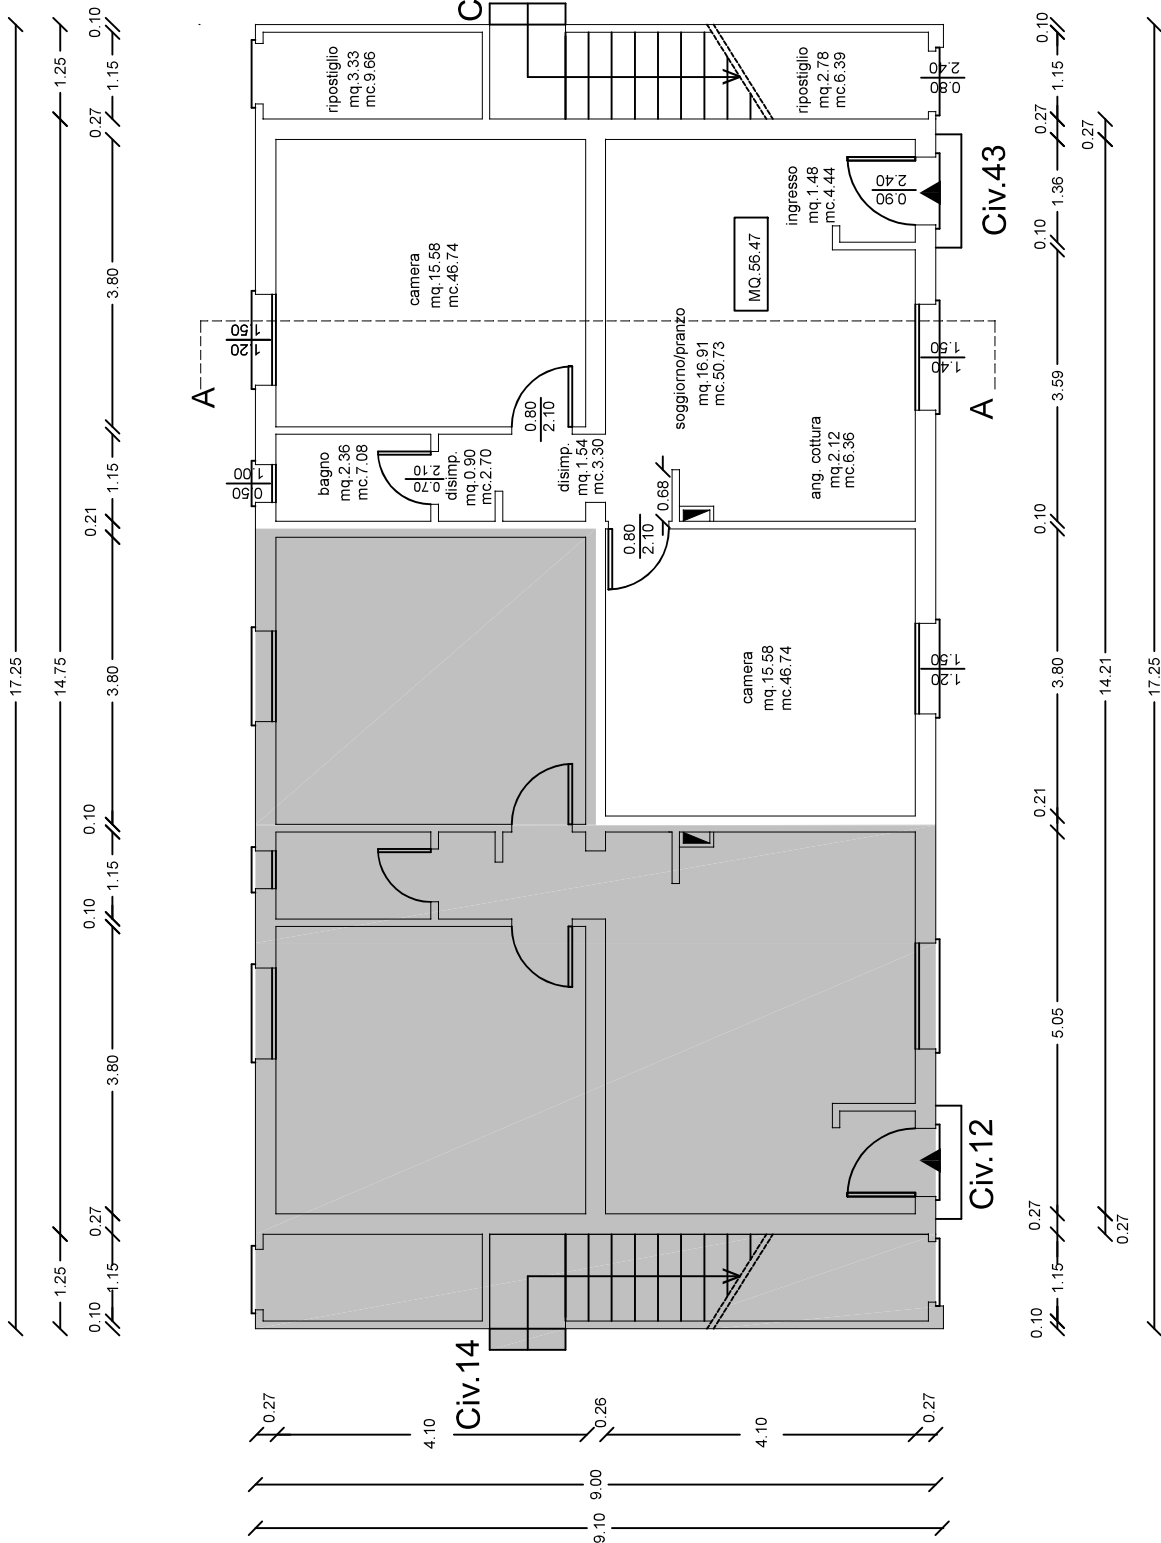 17.25
1.25
14.75
1.25
0.10
1.15
0.27
3.80
1.15
0.21
3.80
0.10
1.15
0.10
3.80
0.27
1.15
0.10
C
ripostiglio
mq.3.33
mc.9.66
ripostiglio
mq.2.78
mc.6.39
0.80
2.40
camera
mq.15.58
mc.46.74
1.20
1.50
A
ingresso
mq.1.48
mc.4.44
0.90
2.40
Civ.43
MQ.56.47
soggiorno/pranzo
mq.16.91
mc.50.73
1.40
1.50
A
0.80
2.10
bagno
mq.2.36
mc.7.08
0.50
1.00
0.70
2.10
disimp.
mq.0.90
mc.2.70
disimp.
mq.1.54
mc.3.30
ang. cottura
mq.2.12
mc.6.36
0.68
0.80
2.10
camera
mq.15.58
mc.46.74
1.20
1.50
Civ.12
Civ.14
0.10
1.15
0.27
1.36
0.10
3.59
0.10
3.80
0.21
5.05
0.27
1.15
0.10
0.27
14.21
0.27
17.25
0.27
4.10
0.26
4.10
0.27
9.00
9.10